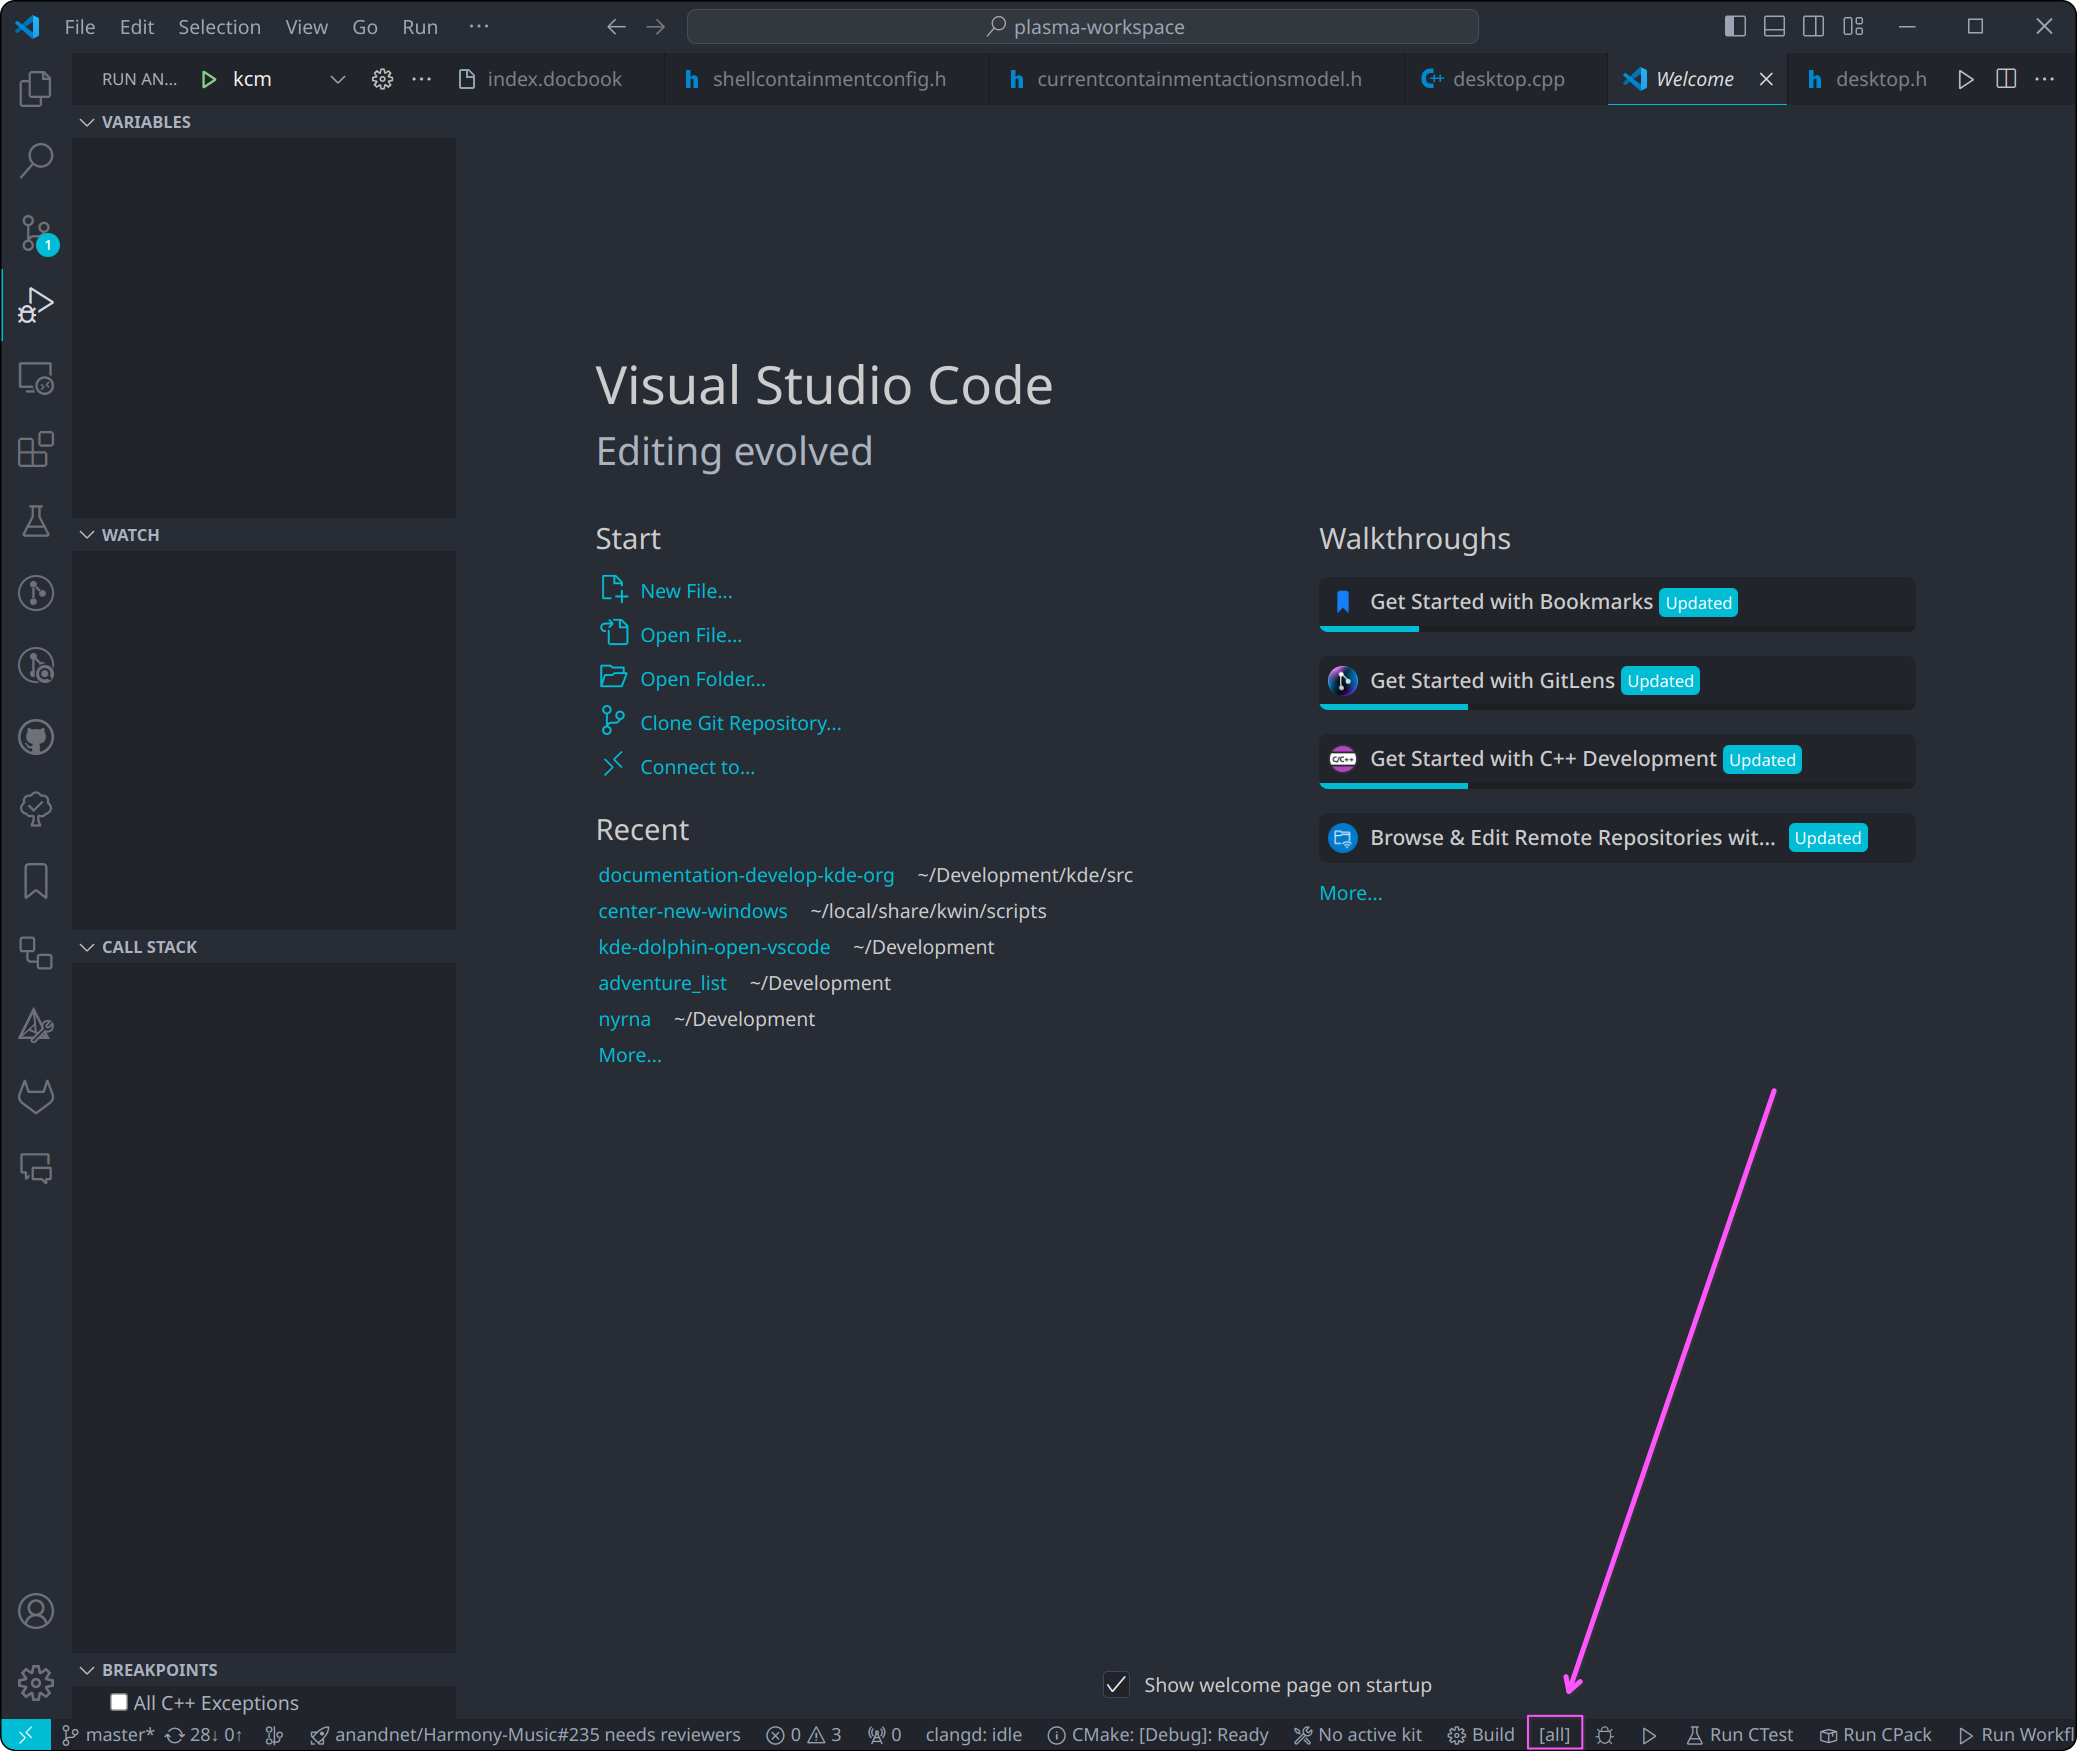 File Edit Selection View Go Run ··· plasma-workspace
RUN AN... kcm ··· index.docbook shellcontainmentconfig.h currentcontainmentactionsmodel.h desktop.cpp Welcome desktop.h ···
VARIABLES
1
WATCH
CALL STACK
BREAKPOINTS
All C++ Exceptions
Visual Studio Code
Editing evolved
Start
New File...
Open File...
Open Folder...
Clone Git Repository...
Connect to...
Recent
documentation-develop-kde-org ~/Development/kde/src
center-new-windows ~/local/share/kwin/scripts
kde-dolphin-open-vscode ~/Development
adventure_list ~/Development
nyrna ~/Development
More...
Walkthroughs
Get Started with Bookmarks Updated
Get Started with GitLens Updated
C/C++ Get Started with C++ Development Updated
Browse & Edit Remote Repositories wit... Updated
More...
Show welcome page on startup
master* 28↓ 0↑ anandnet/Harmony-Music#235 needs reviewers 0 3 0 clangd: idle CMake: [Debug]: Ready No active kit Build [all] Run CTest Run CPack Run Workfl